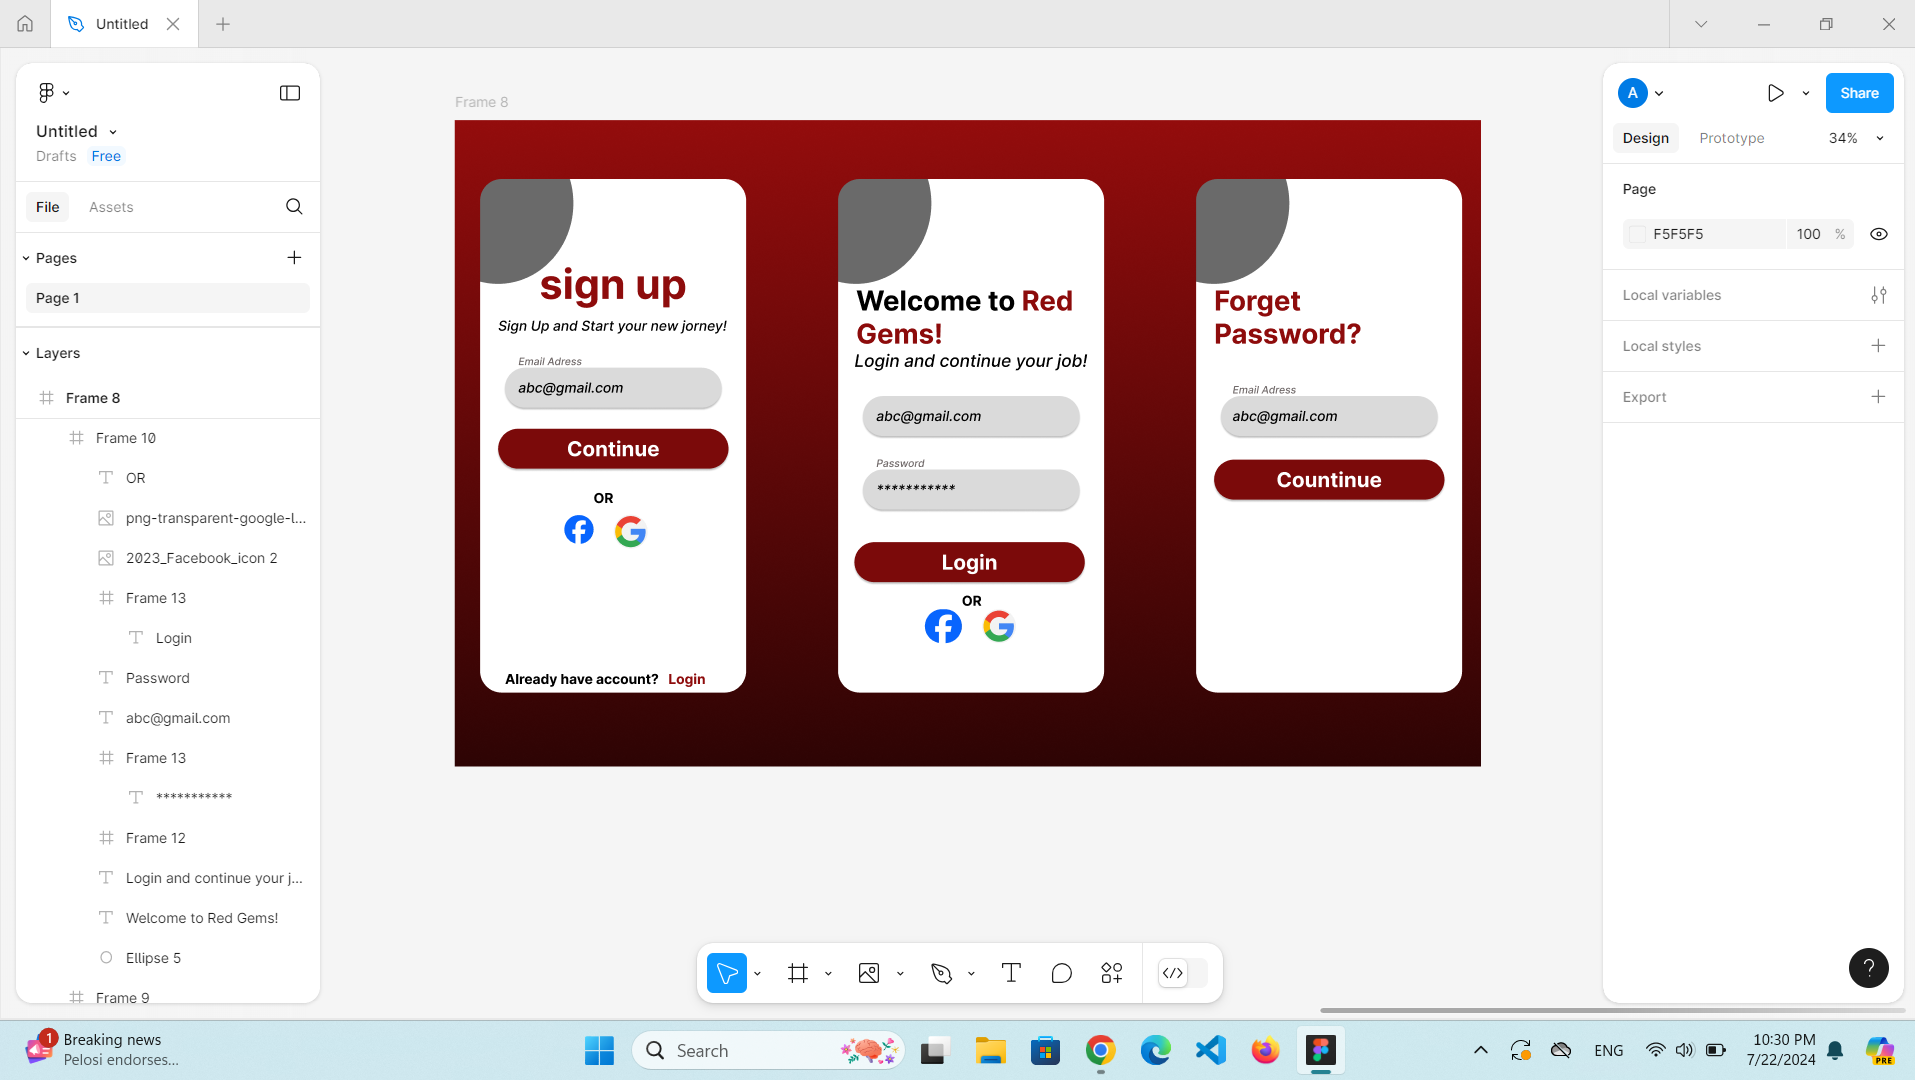 Untitled
Untitled
Drafts Free
File Assets
Pages
Page 1
Layers
Frame 8
Frame 10
OR
png-transparent-google-l...
2023_Facebook_icon 2
Frame 13
Login
Password
abc@gmail.com
Frame 13
***********
Frame 12
Login and continue your j...
Welcome to Red Gems!
Ellipse 5
Frame 9
Frame 8
sign up
Sign Up and Start your new jorney!
Email Adress
abc@gmail.com
Continue
OR
Already have account? Login
Welcome to Red
Gems!
Login and continue your job!
abc@gmail.com
Password
***********
Login
OR
Forget
Password?
Email Adress
abc@gmail.com
Countinue
A
Share
Design Prototype 34%
Page
F5F5F5 100 %
Local variables
Local styles
Export
?
1
Breaking news
Pelosi endorses...
Search
ENG
10:30 PM
7/22/2024
PRE